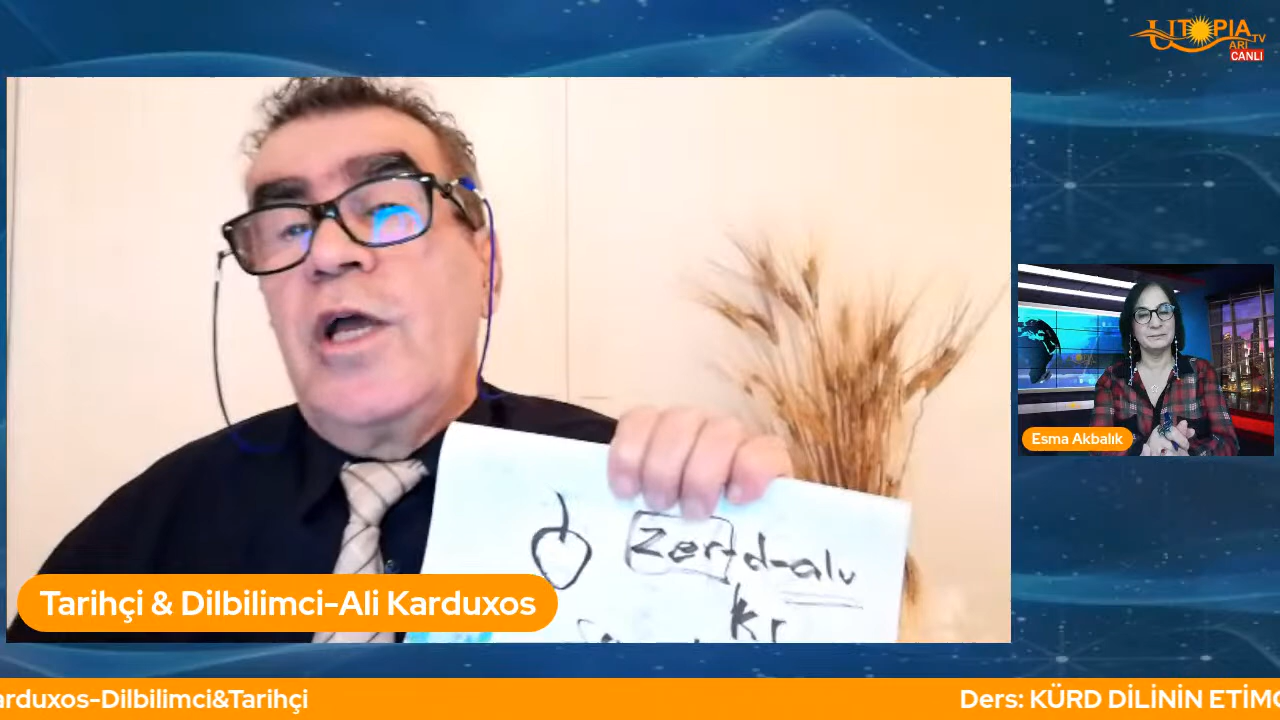 UTOPIA
TV
ARİ
CANLI
Esma Akbalık
Zer-d-alu
kr
Tarihçi & Dilbilimci-Ali Karduxos
arduxos-Dilbilimci&Tarihçi
Ders: KÜRD DİLİNİN ETİMO